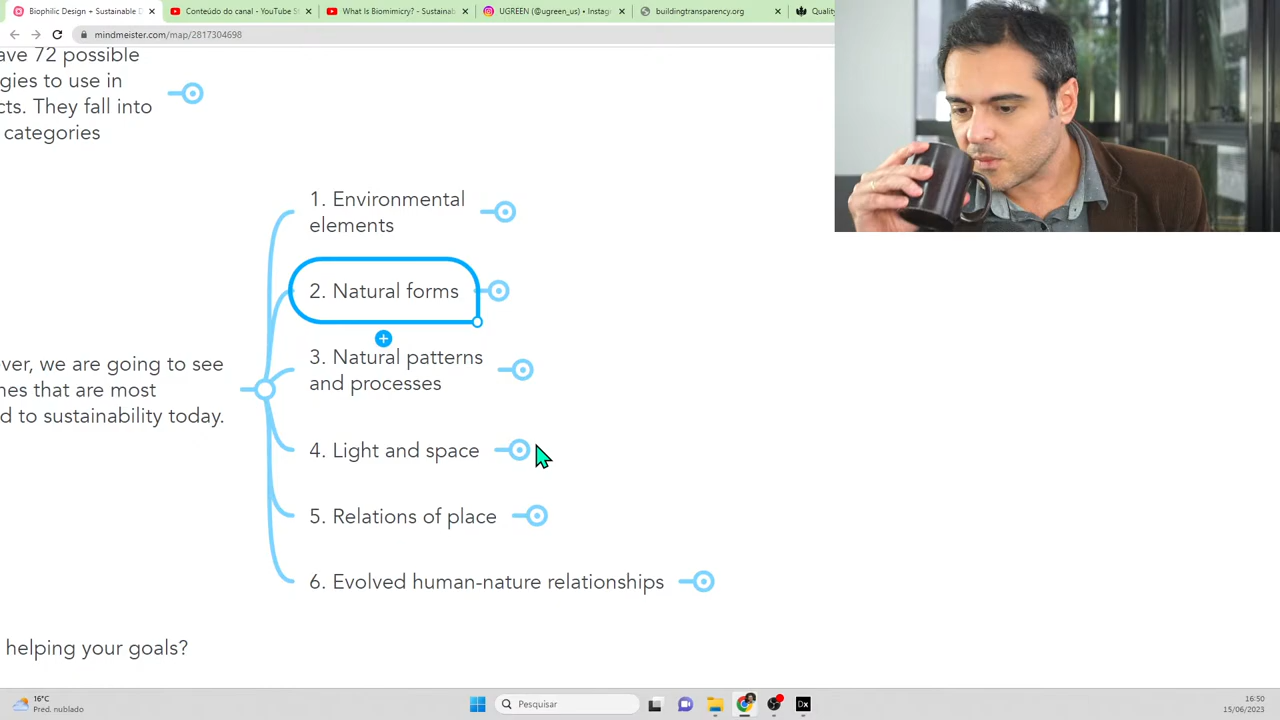 Biophilic Design + Sustainable D
Conteúdo do canal - YouTube S
What Is Biomimicry? - Sustainab
UGREEN (@ugreen_us) • Instag
buildingtransparency.org
Quality
mindmeister.com/map/2817304698
ave 72 possible
gies to use in
cts. They fall into
categories
1. Environmental
elements
2. Natural forms
3. Natural patterns
and processes
ver, we are going to see
nes that are most
d to sustainability today.
4. Light and space
5. Relations of place
6. Evolved human-nature relationships
helping your goals?
16°C
Pred. nublado
Pesquisar
Dx
16:50
15/06/2023